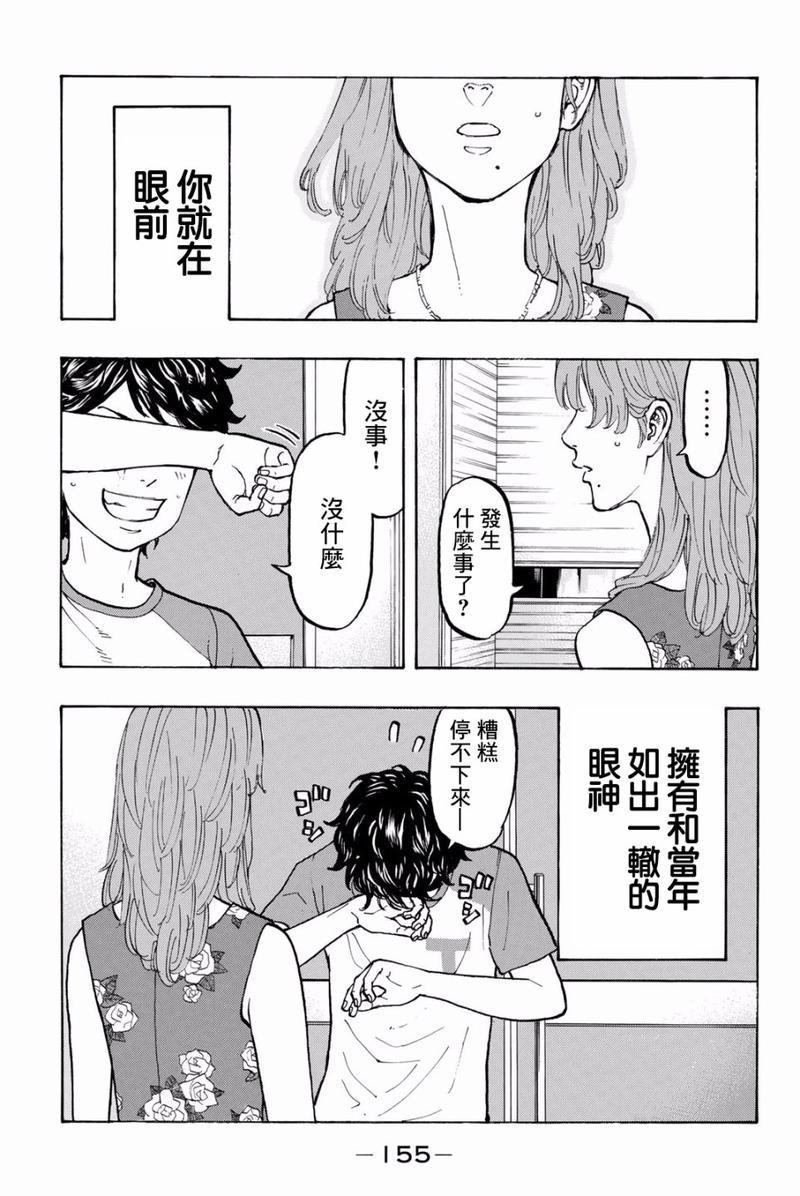 你就在
眼前
……
發生
什麼事了?
沒事!
沒什麼
擁有和當年
如出一轍的
眼神
糟糕
停不下來—
ゴシ
ゴシ
T
—155—